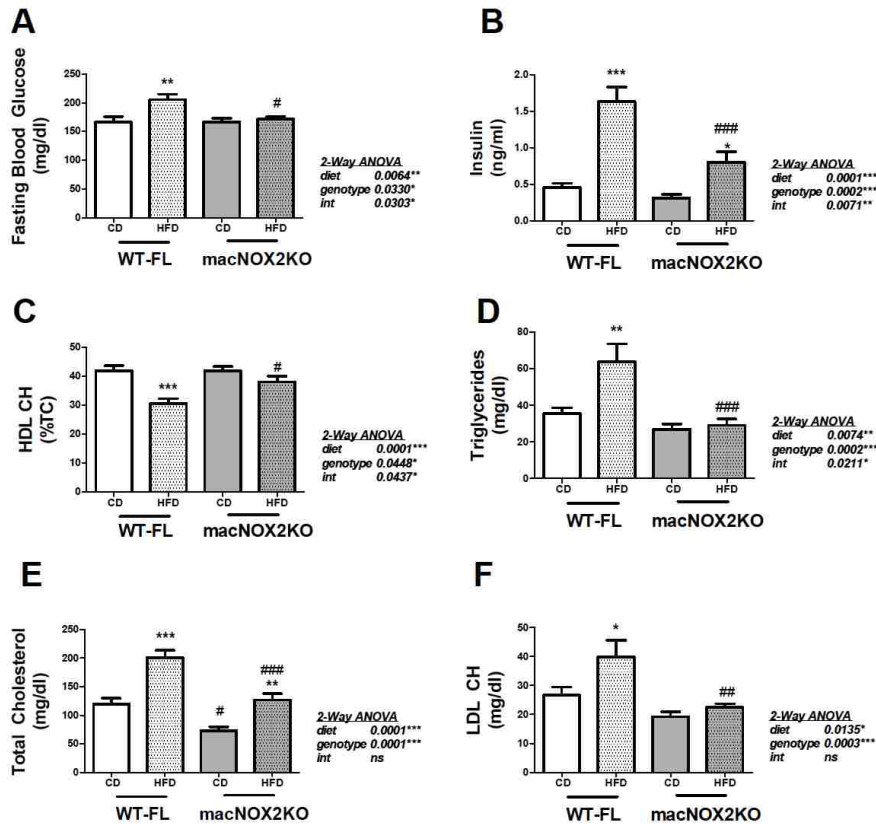 A
Fasting Blood Glucose
(mg/dl)
250
200
150
100
50
0
**
#
CD
HFD
CD
HFD
WT-FL
macNOX2KO
2-Way ANOVA
diet 0.0064**
genotype 0.0330*
int 0.0303*
B
Insulin
(ng/ml)
2.0
1.5
1.0
0.5
0.0
***
###
*
CD
HFD
CD
HFD
WT-FL
macNOX2KO
2-Way ANOVA
diet 0.0001***
genotype 0.0002***
int 0.0071**
C
HDL CH
(%TC)
50
40
30
20
10
0
***
#
CD
HFD
CD
HFD
WT-FL
macNOX2KO
2-Way ANOVA
diet 0.0001***
genotype 0.0448*
int 0.0437*
D
Triglycerides
(mg/dl)
80
60
40
20
0
**
###
CD
HFD
CD
HFD
WT-FL
macNOX2KO
2-Way ANOVA
diet 0.0074**
genotype 0.0002***
int 0.0211*
E
Total Cholesterol
(mg/dl)
250
200
150
100
50
0
***
#
###
**
CD
HFD
CD
HFD
WT-FL
macNOX2KO
2-Way ANOVA
diet 0.0001***
genotype 0.0001***
int ns
F
LDL CH
(mg/dl)
50
40
30
20
10
0
*
##
CD
HFD
CD
HFD
WT-FL
macNOX2KO
2-Way ANOVA
diet 0.0135*
genotype 0.0003***
int ns